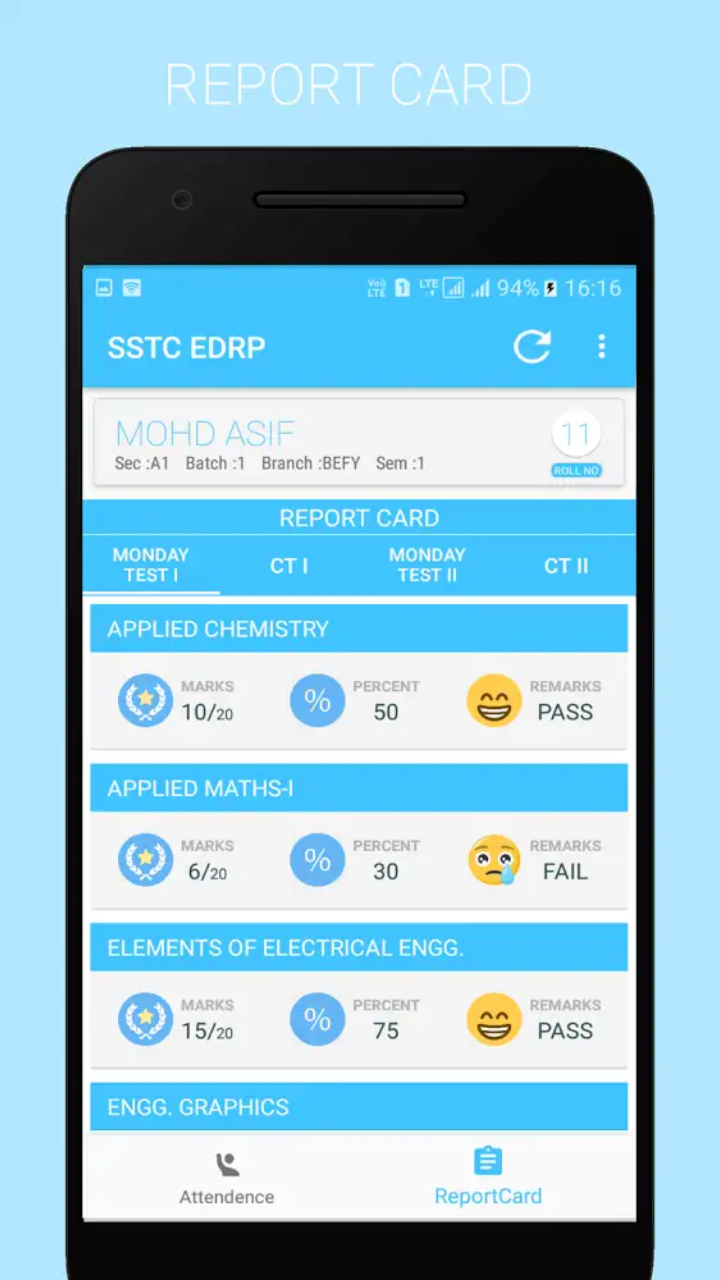 REPORT CARD
Vo) LTE 1 LTE 94% 16:16
SSTC EDRP
MOHD ASIF
11
Sec :A1 Batch :1 Branch :BEFY Sem :1
ROLL NO
REPORT CARD
MONDAY TEST I CT I MONDAY TEST II CT II
APPLIED CHEMISTRY
MARKS PERCENT REMARKS
10/20 50 PASS
%
APPLIED MATHS-I
MARKS PERCENT REMARKS
6/20 30 FAIL
%
ELEMENTS OF ELECTRICAL ENGG.
MARKS PERCENT REMARKS
15/20 75 PASS
%
ENGG. GRAPHICS
Attendence ReportCard